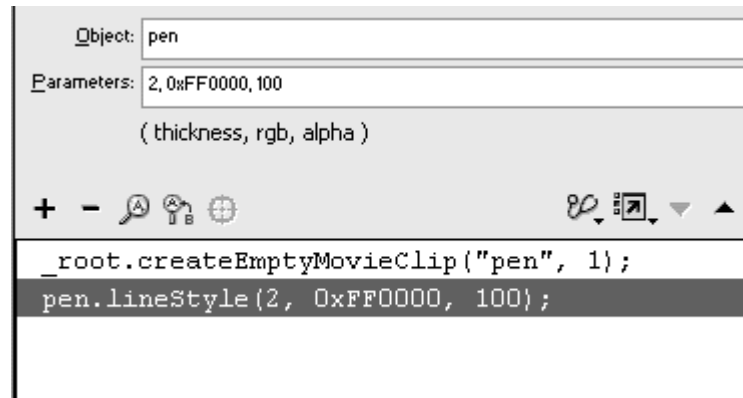 Object: pen
Parameters: 2, 0xFF0000, 100
( thickness, rgb, alpha )
_root.createEmptyMovieClip("pen", 1);
pen.lineStyle(2, 0xFF0000, 100);